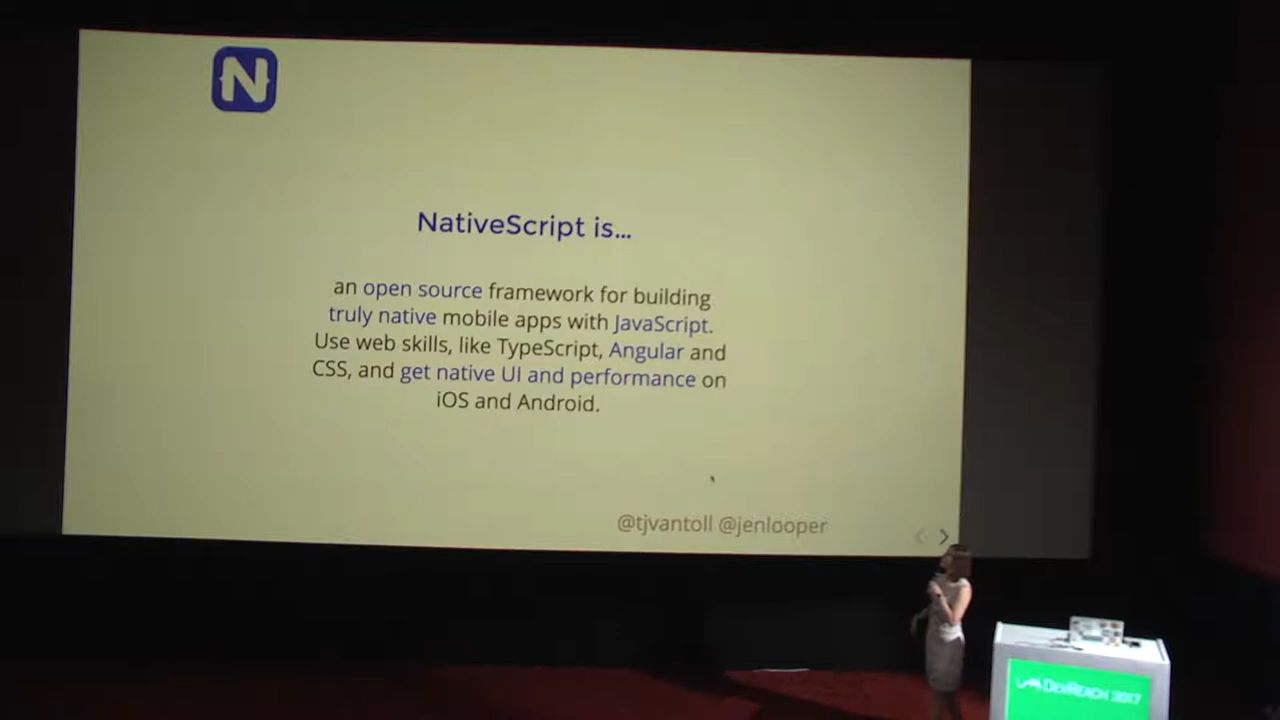 N
NativeScript is...
an open source framework for building
truly native mobile apps with JavaScript.
Use web skills, like TypeScript, Angular and
CSS, and get native UI and performance on
iOS and Android.
@tjvantoll @jenlooper
DEVREACH 2017